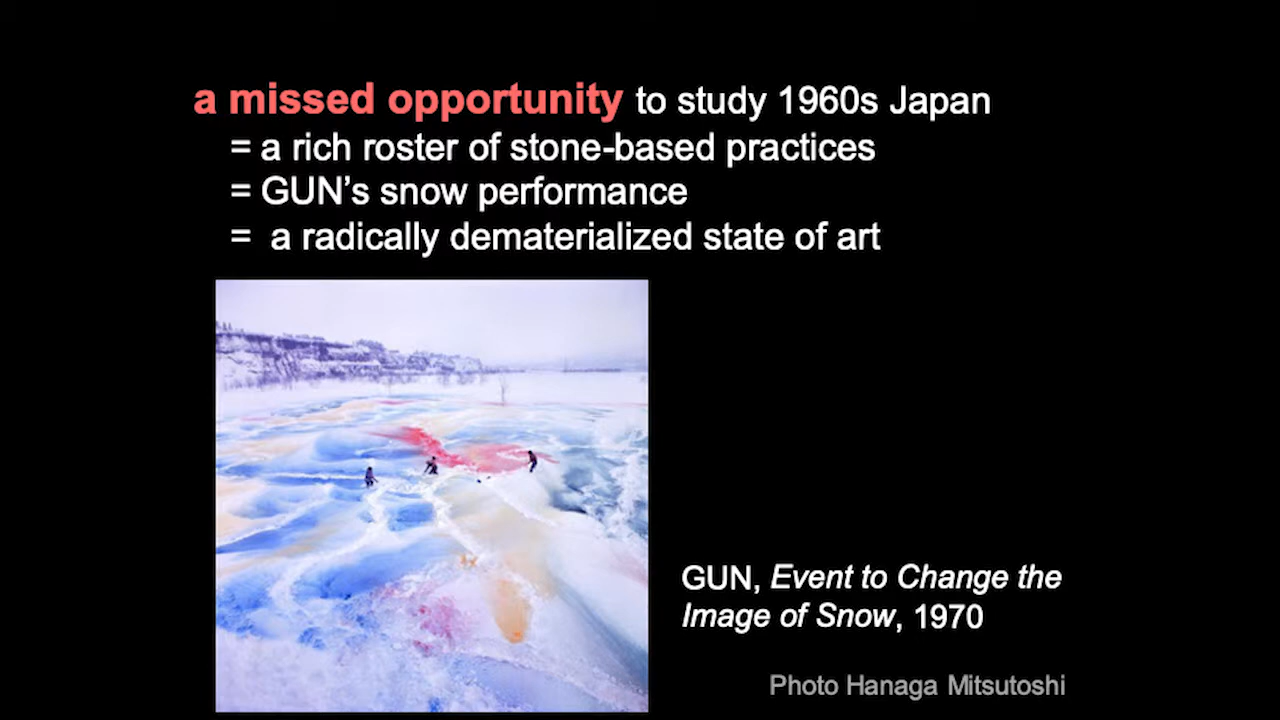 a missed opportunity to study 1960s Japan
= a rich roster of stone-based practices
= GUN’s snow performance
= a radically dematerialized state of art
GUN, Event to Change the
Image of Snow, 1970
Photo Hanaga Mitsutoshi